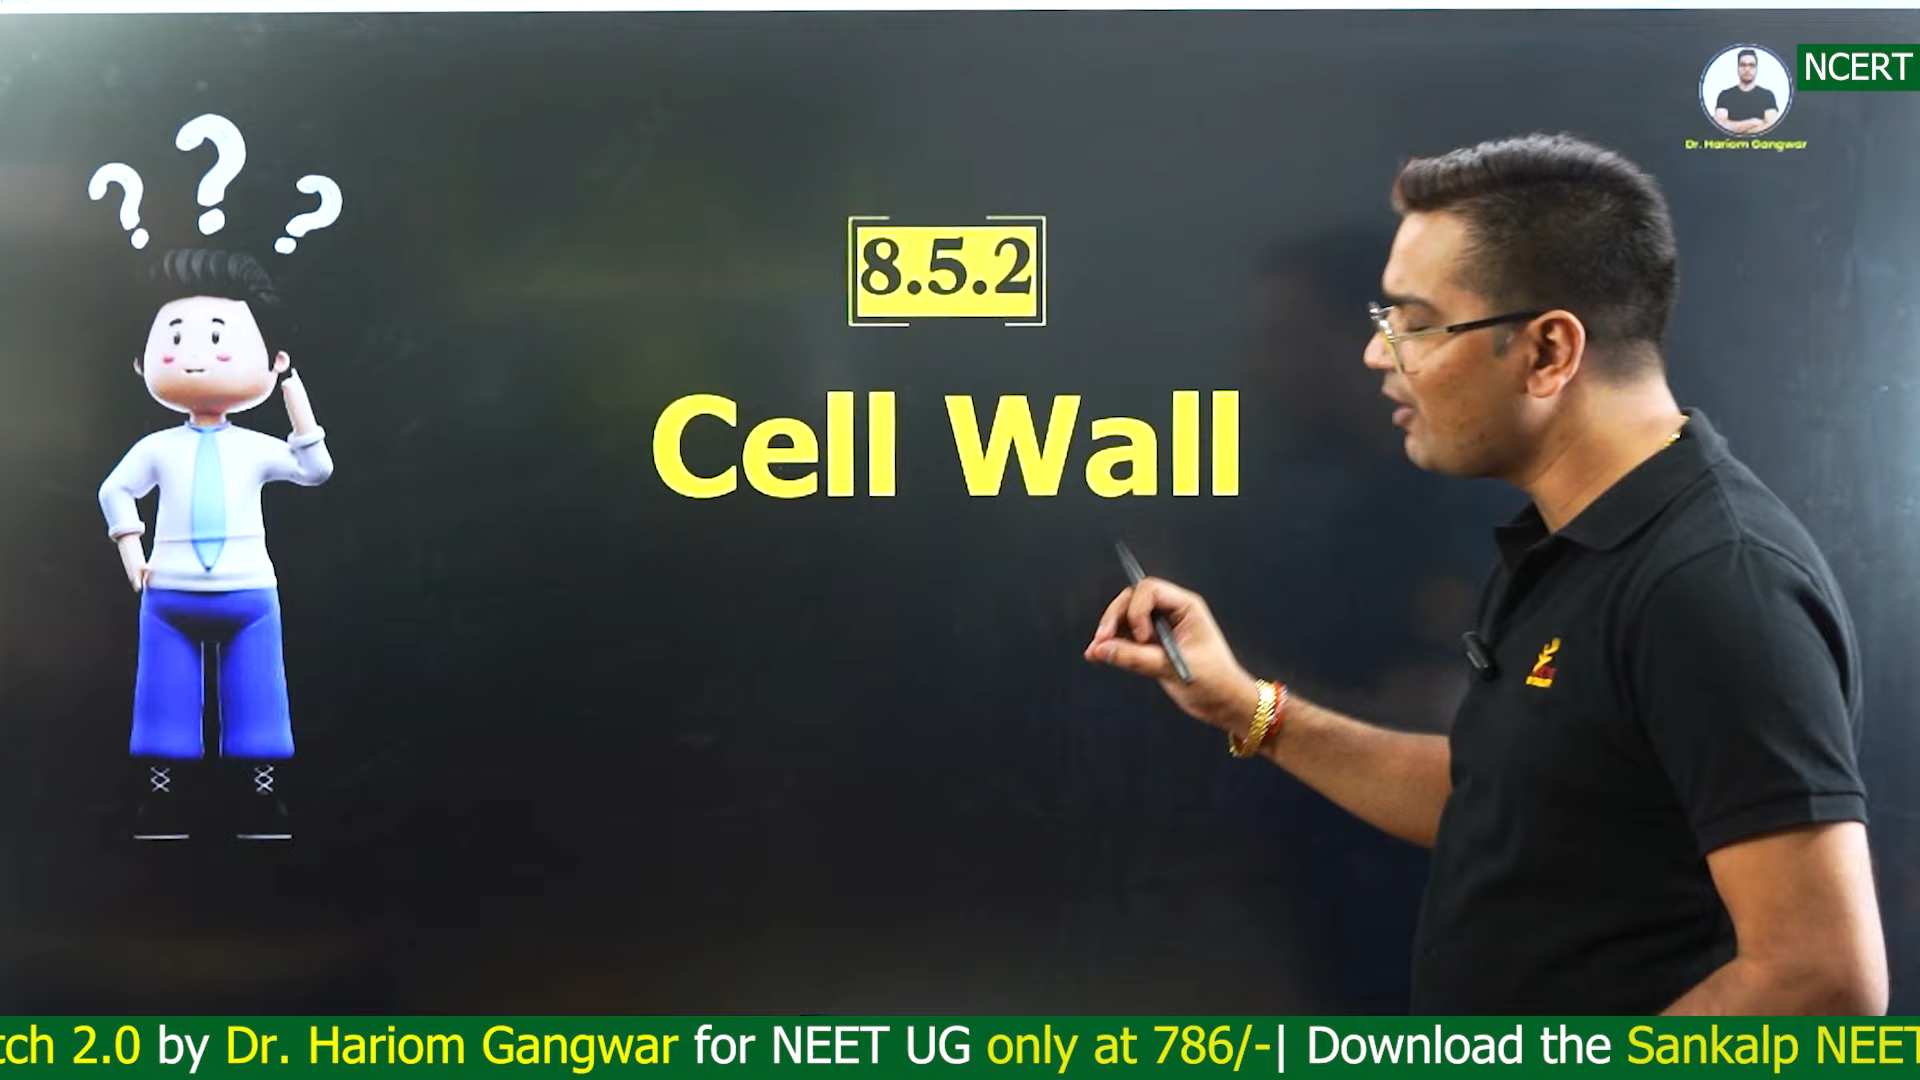 NCERT
Dr. Hariom Gangwar
8.5.2
Cell Wall
tch 2.0 by Dr. Hariom Gangwar for NEET UG only at 786/-| Download the Sankalp NEET